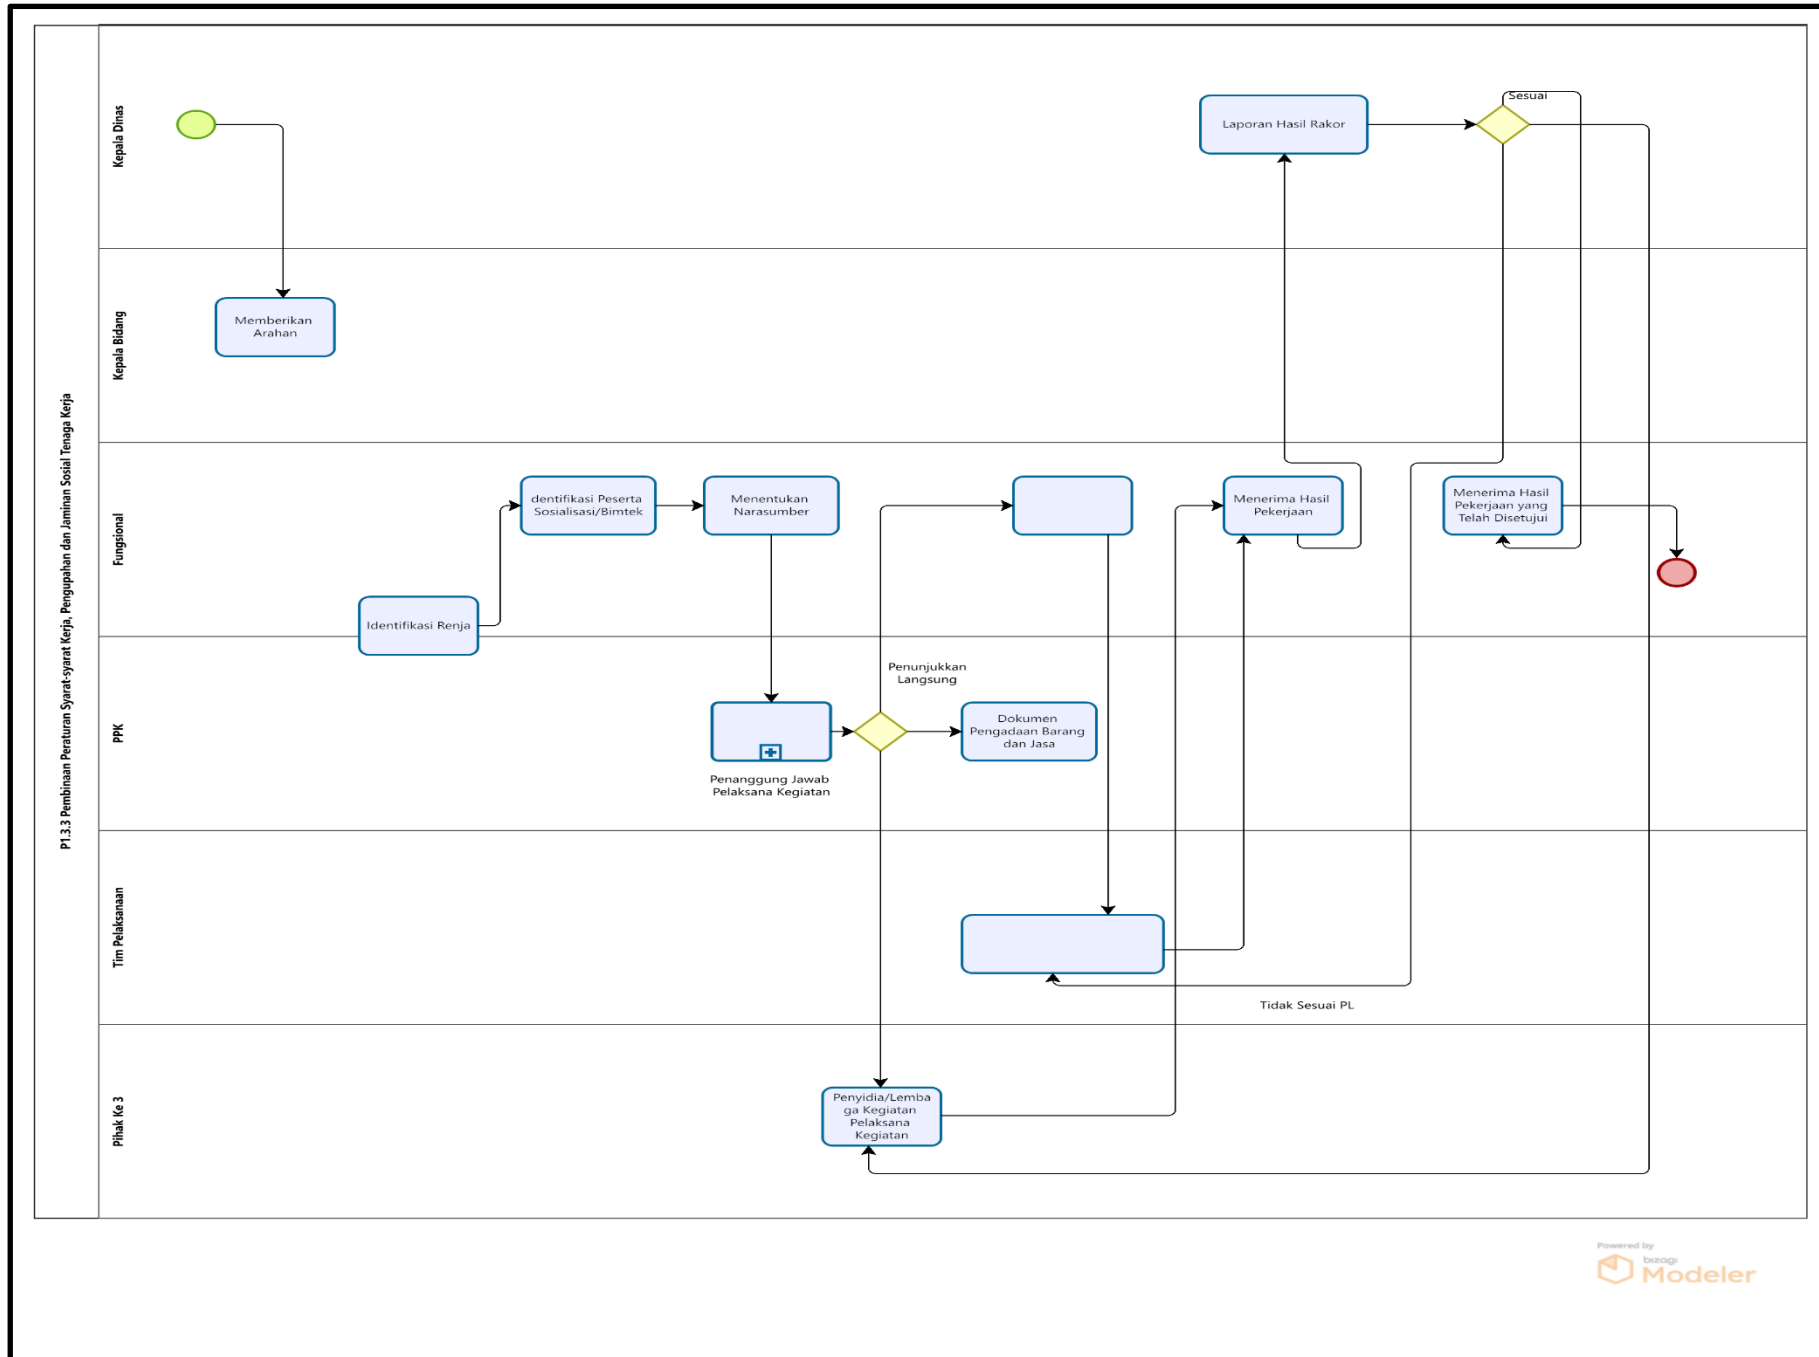 P1.3.3 Pembinaan Peraturan Syarat-syarat Kerja, Pengupahan dan Jaminan Sosial Tenaga Kerja
Kepala Dinas
Laporan Hasil Rakor
Sesuai
Kepala Bidang
Memberikan
Arahan
Fungsional
dentifikasi Peserta
Sosialisasi/Bimtek
Menentukan
Narasumber
Menerima Hasil
Pekerjaan
Menerima Hasil
Pekerjaan yang
Telah Disetujui
Identifikasi Renja
PPK
Penunjukkan
Langsung
Dokumen
Pengadaan Barang
dan Jasa
Penanggung Jawab
Pelaksana Kegiatan
Tim Pelaksanaan
Tidak Sesuai PL
Pihak Ke 3
Penyidia/Lemba
ga Kegiatan
Pelaksana
Kegiatan
Powered by
bizagi
Modeler